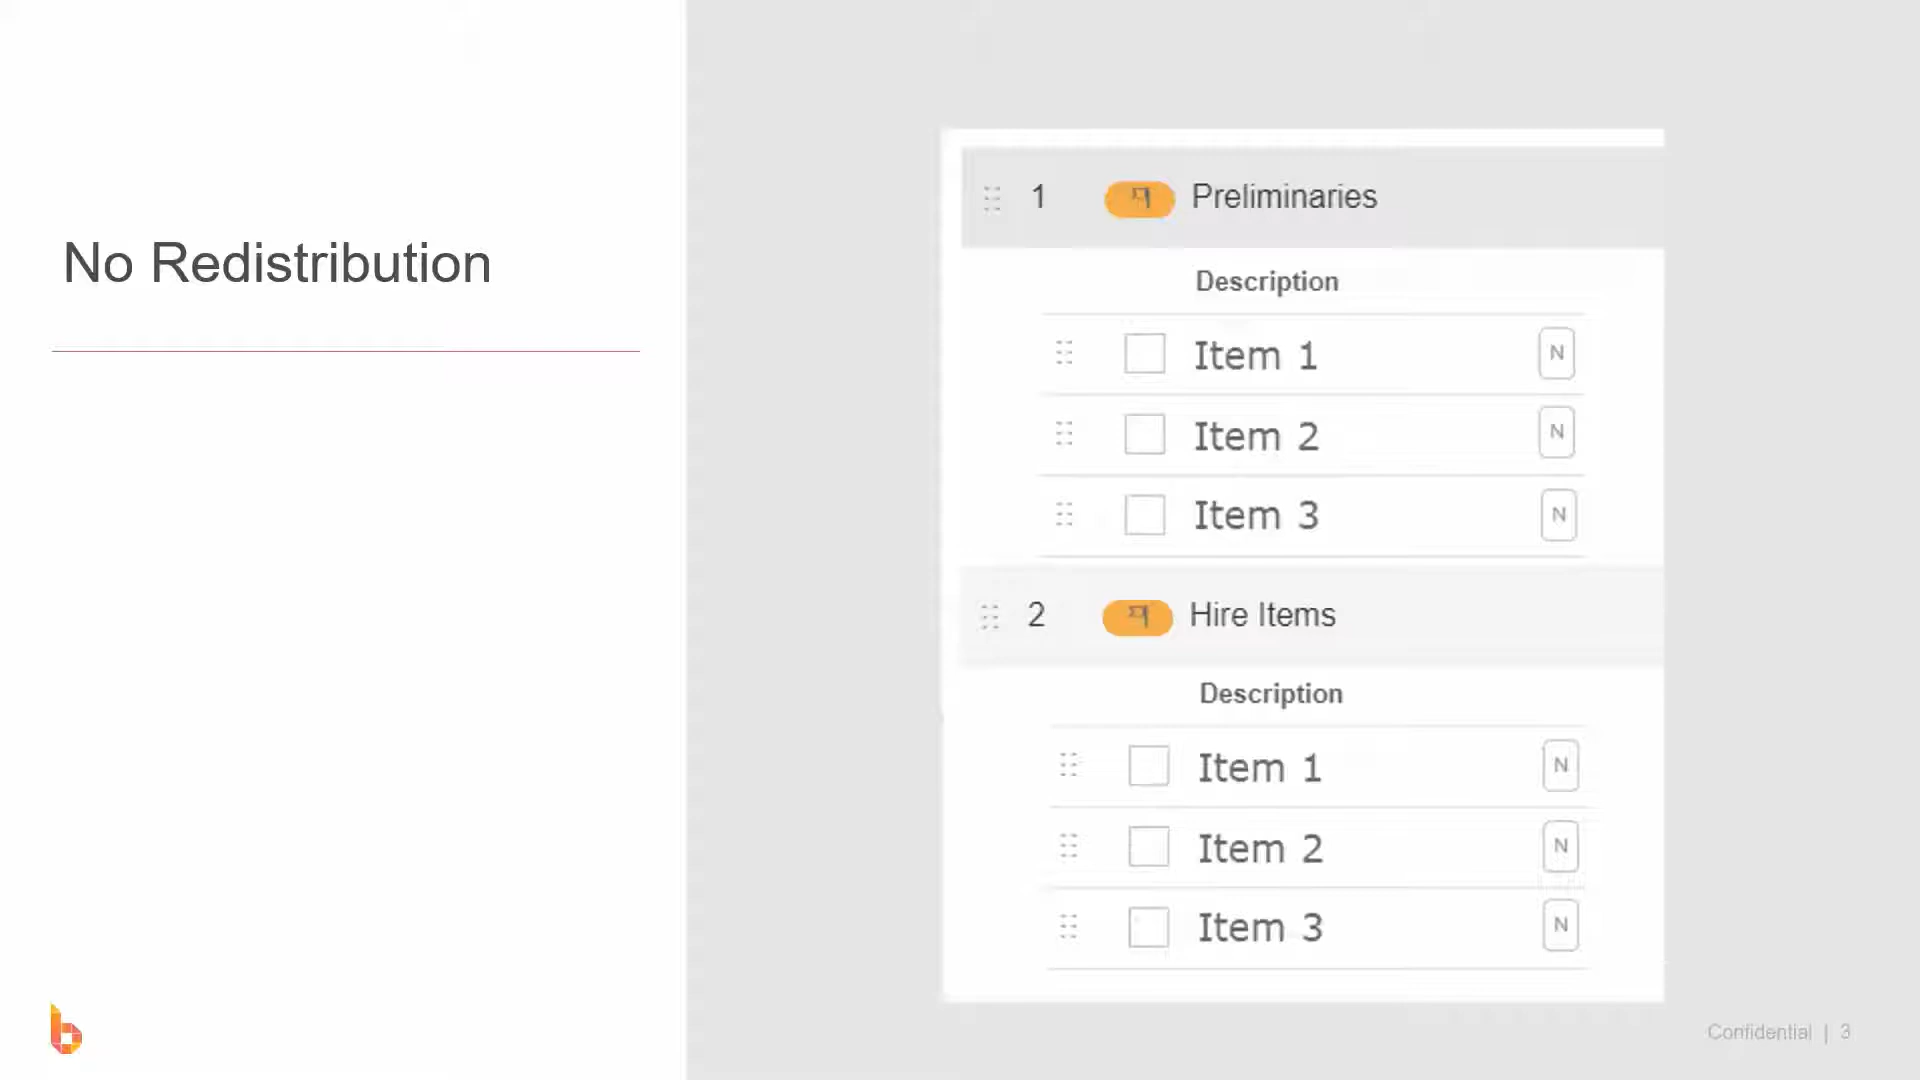 No Redistribution
1 Preliminaries
Description
Item 1 N
Item 2 N
Item 3 N
2 Hire Items
Description
Item 1 N
Item 2 N
Item 3 N
Confidential | 3